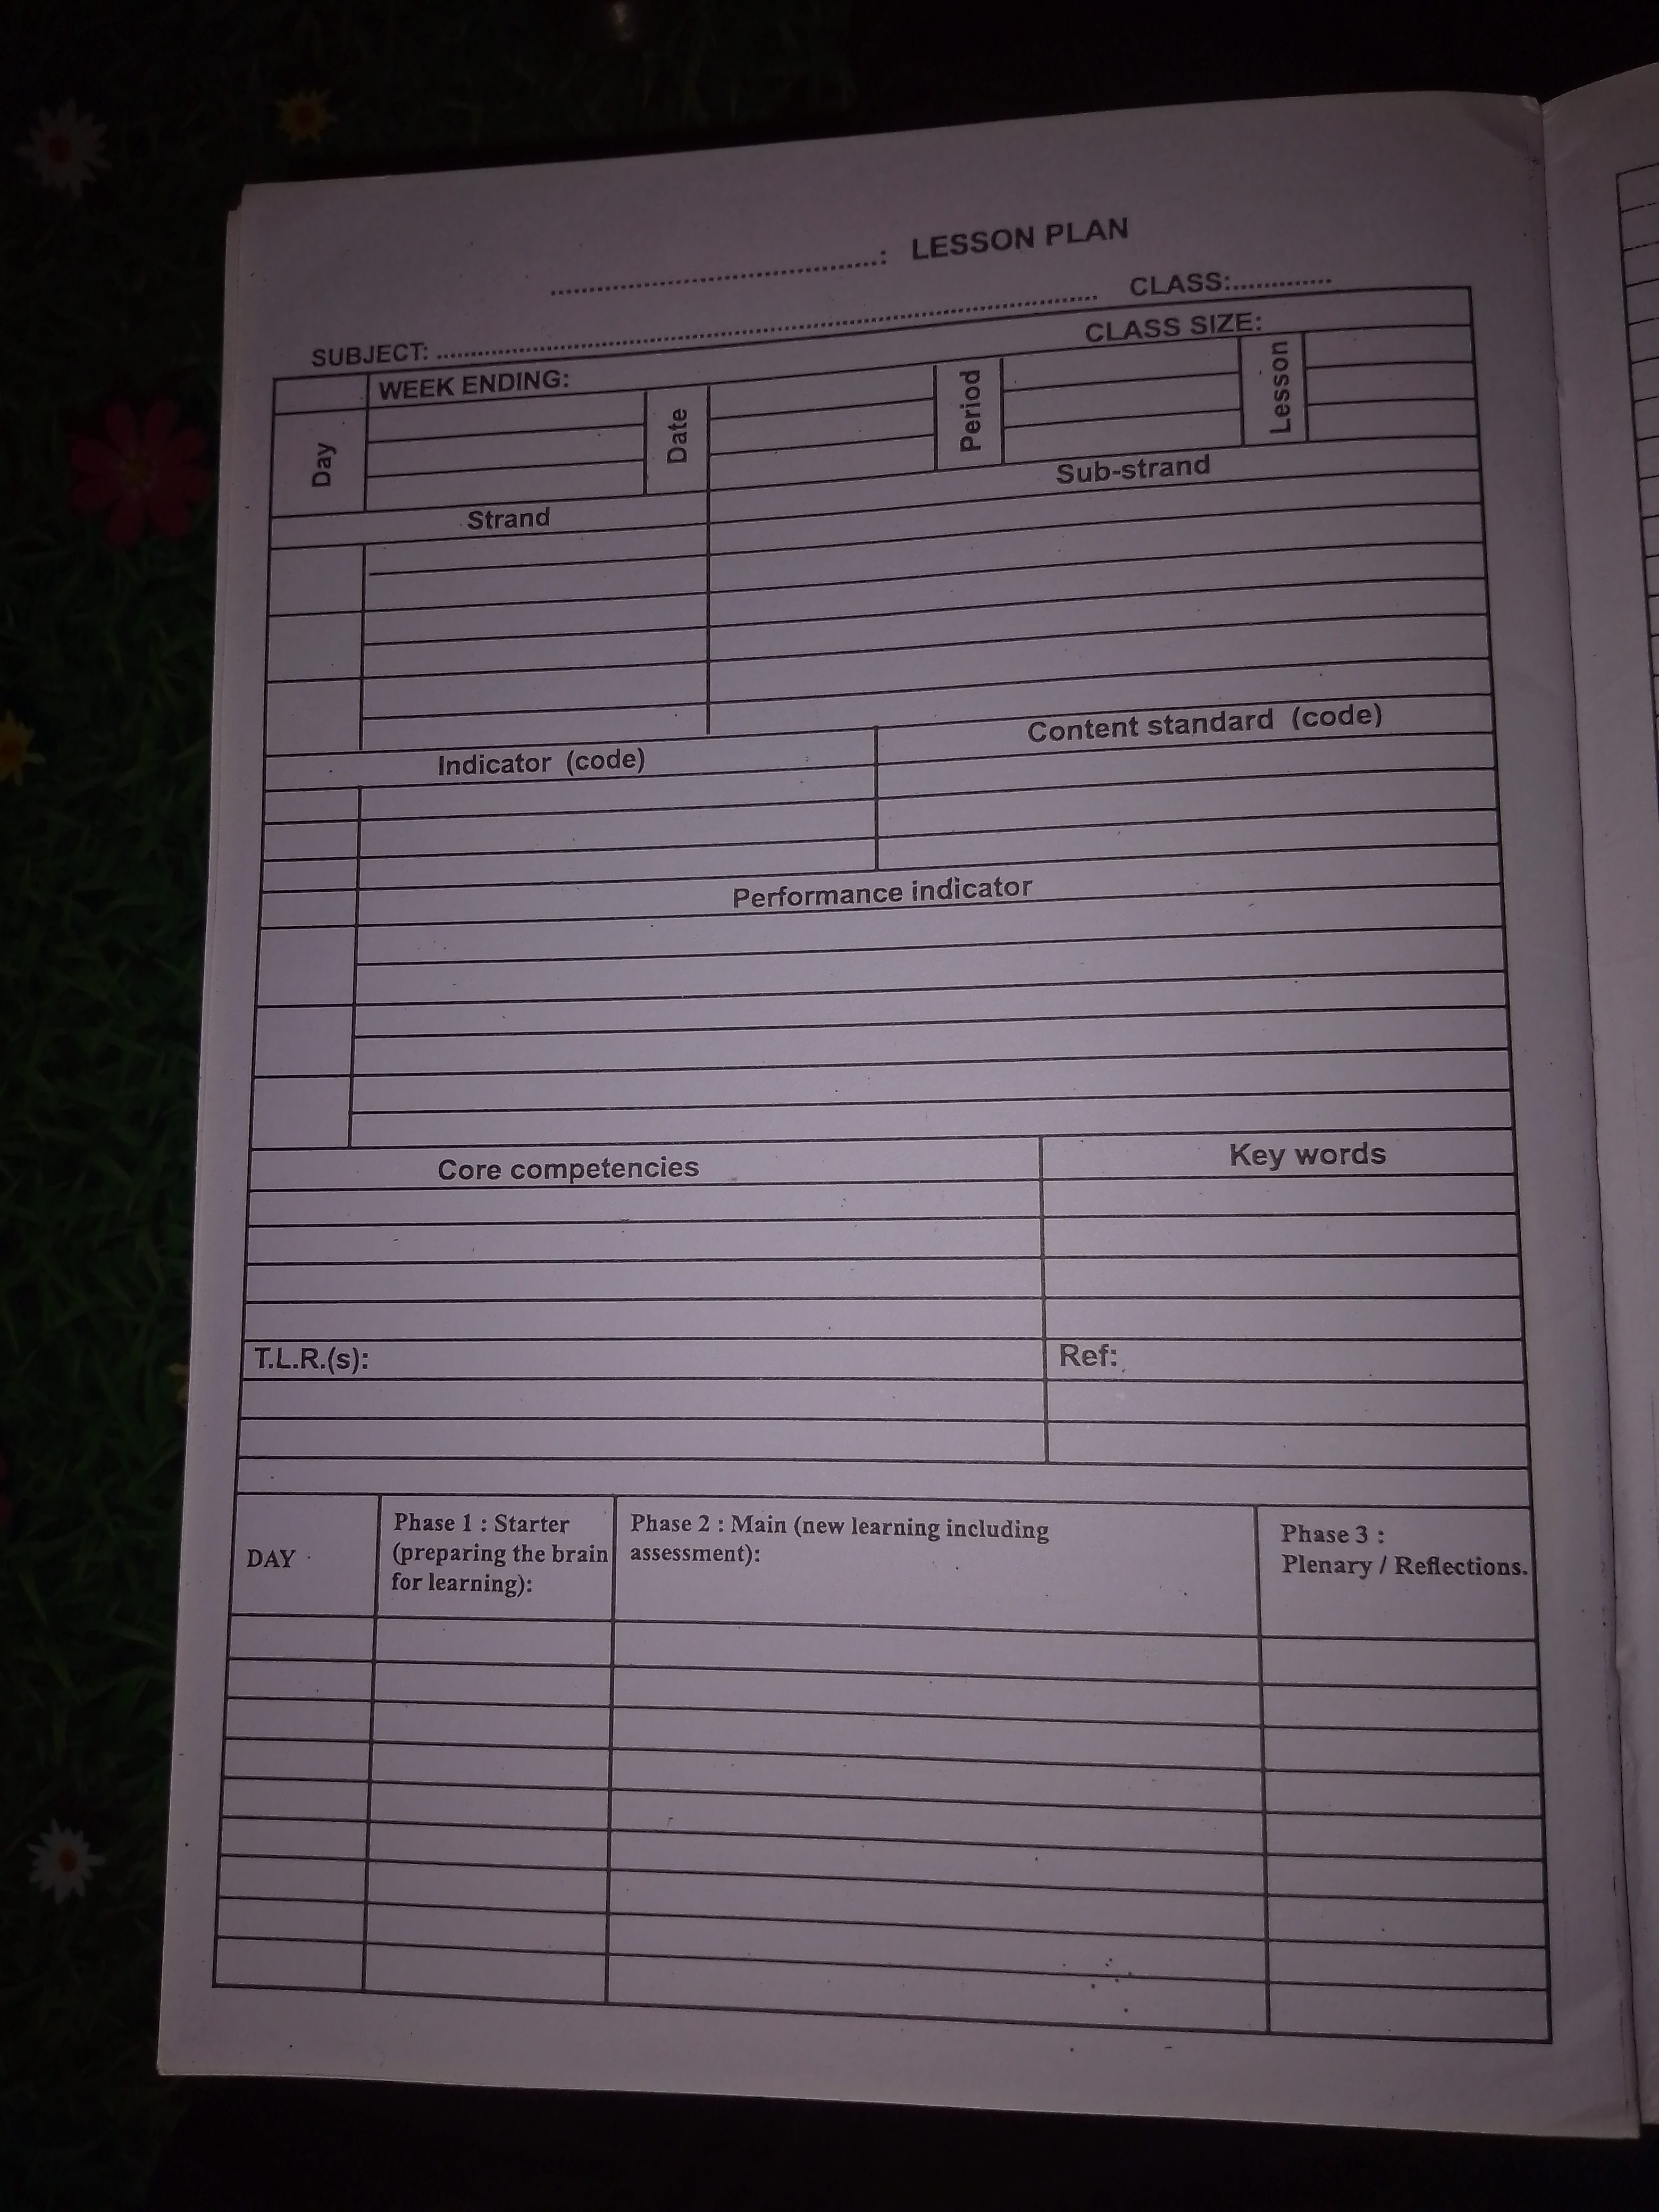 ..............................: LESSON PLAN
SUBJECT: .............................. CLASS:.............
WEEK ENDING: CLASS SIZE:
Day Date Period Lesson
Strand Sub-strand
Indicator (code) Content standard (code)
Performance indicator
Core competencies Key words
T.L.R.(s): Ref:
DAY
Phase 1 : Starter
(preparing the brain
for learning):
Phase 2 : Main (new learning including
assessment):
Phase 3 :
Plenary / Reflections.